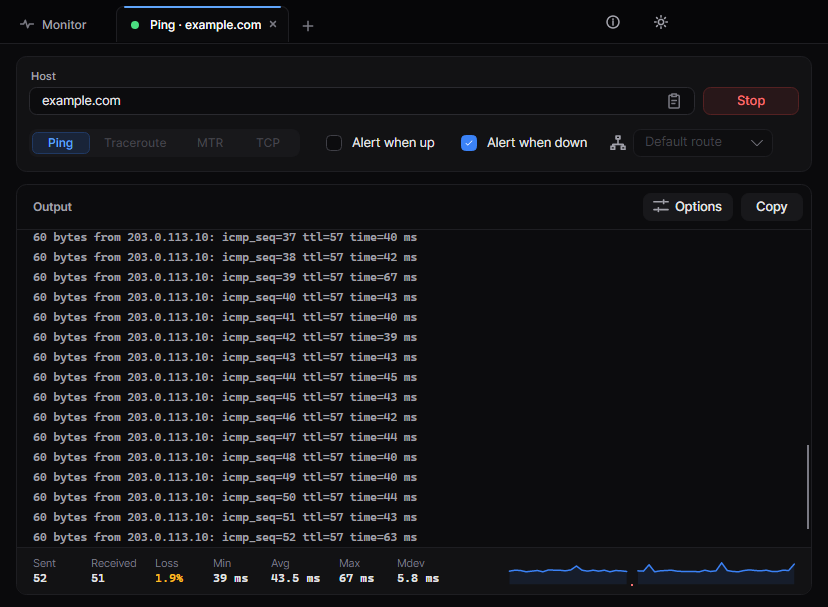 Monitor
Ping · example.com ×
Host
example.com
Stop
Ping Traceroute MTR TCP Alert when up Alert when down Default route
Output Options Copy
60 bytes from 203.0.113.10: icmp_seq=37 ttl=57 time=40 ms
60 bytes from 203.0.113.10: icmp_seq=38 ttl=57 time=42 ms
60 bytes from 203.0.113.10: icmp_seq=39 ttl=57 time=67 ms
60 bytes from 203.0.113.10: icmp_seq=40 ttl=57 time=43 ms
60 bytes from 203.0.113.10: icmp_seq=41 ttl=57 time=40 ms
60 bytes from 203.0.113.10: icmp_seq=42 ttl=57 time=39 ms
60 bytes from 203.0.113.10: icmp_seq=43 ttl=57 time=43 ms
60 bytes from 203.0.113.10: icmp_seq=44 ttl=57 time=45 ms
60 bytes from 203.0.113.10: icmp_seq=45 ttl=57 time=43 ms
60 bytes from 203.0.113.10: icmp_seq=46 ttl=57 time=42 ms
60 bytes from 203.0.113.10: icmp_seq=47 ttl=57 time=44 ms
60 bytes from 203.0.113.10: icmp_seq=48 ttl=57 time=40 ms
60 bytes from 203.0.113.10: icmp_seq=49 ttl=57 time=40 ms
60 bytes from 203.0.113.10: icmp_seq=50 ttl=57 time=44 ms
60 bytes from 203.0.113.10: icmp_seq=51 ttl=57 time=43 ms
60 bytes from 203.0.113.10: icmp_seq=52 ttl=57 time=63 ms
Sent Received Loss Min Avg Max Mdev
52 51 1.9% 39 ms 43.5 ms 67 ms 5.8 ms